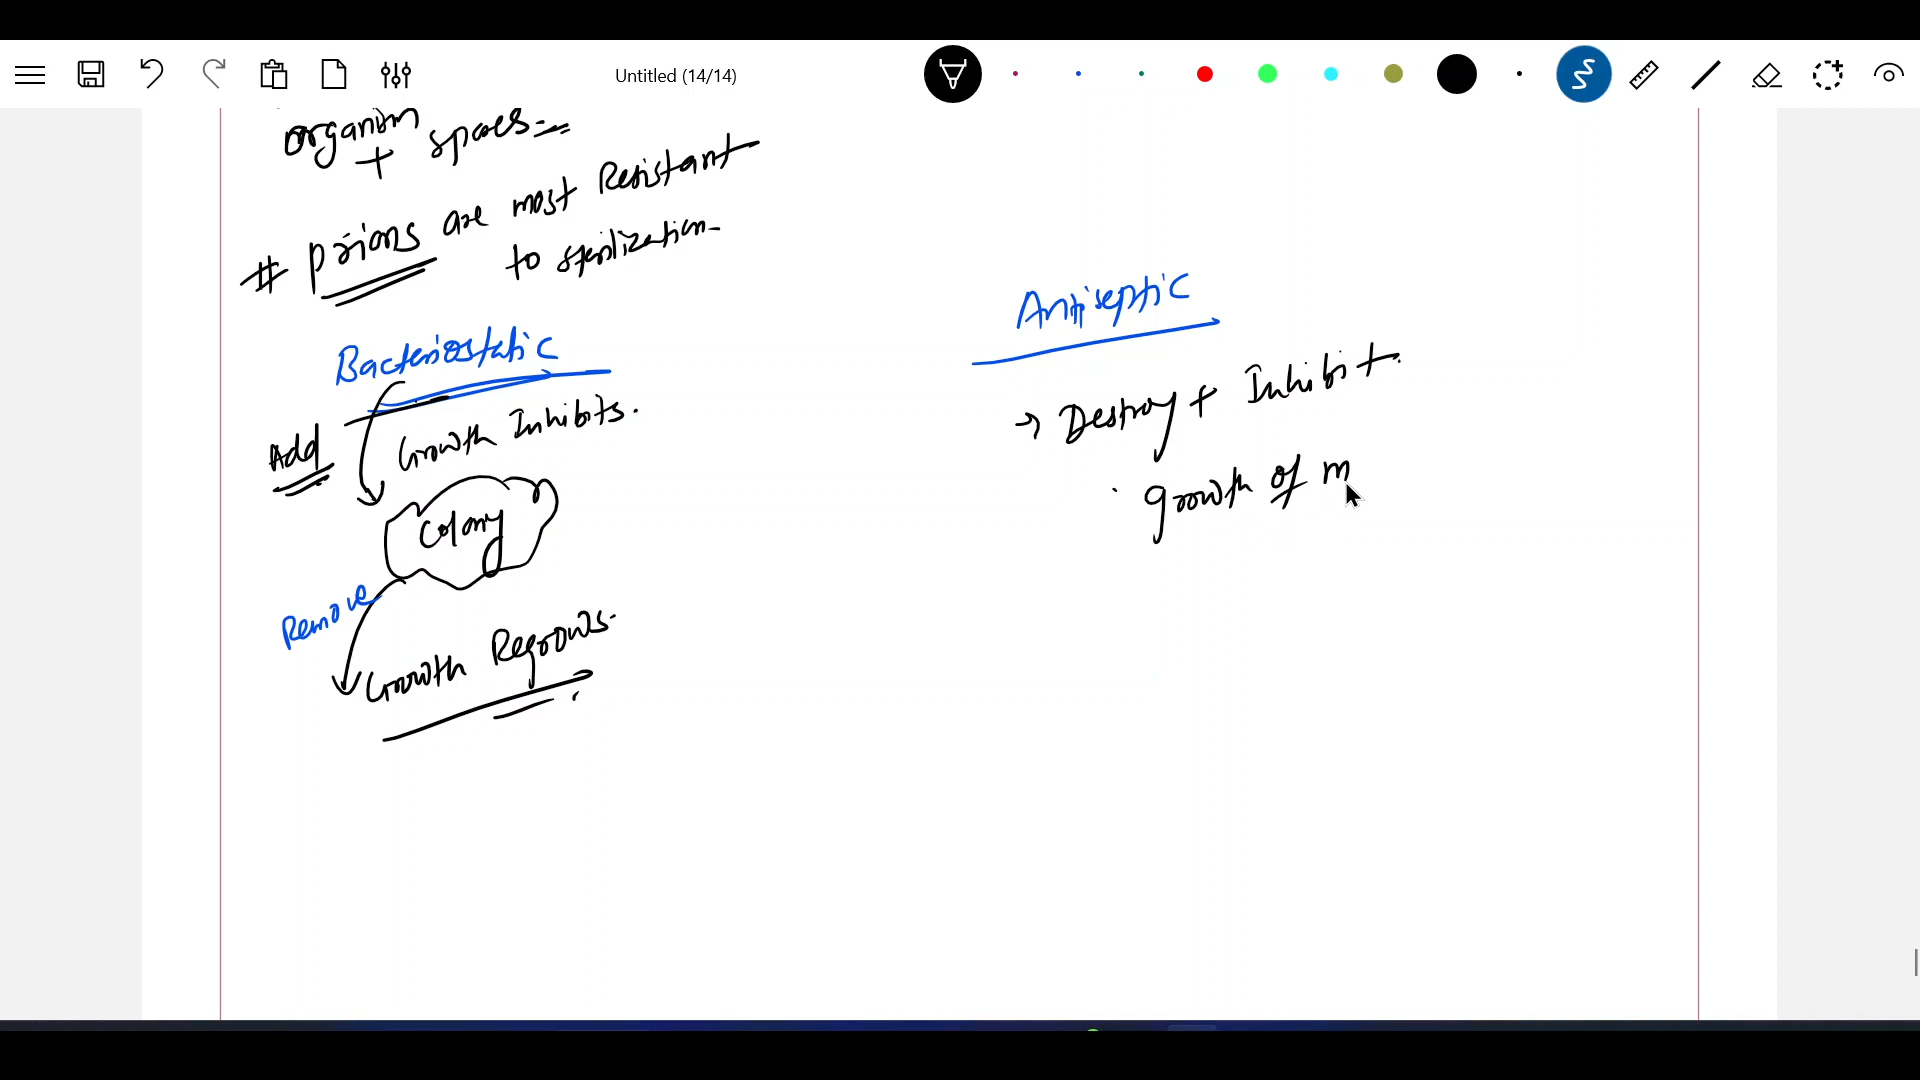 Untitled (14/14)
organism
+ spores.
# prions are most Resistant
to sterilization.
Bacteriostatic
Add
Growth Inhibits.
Colony
Remove
Growth Regrows.
Antiseptic
→ Destroy + Inhibit.
growth of m